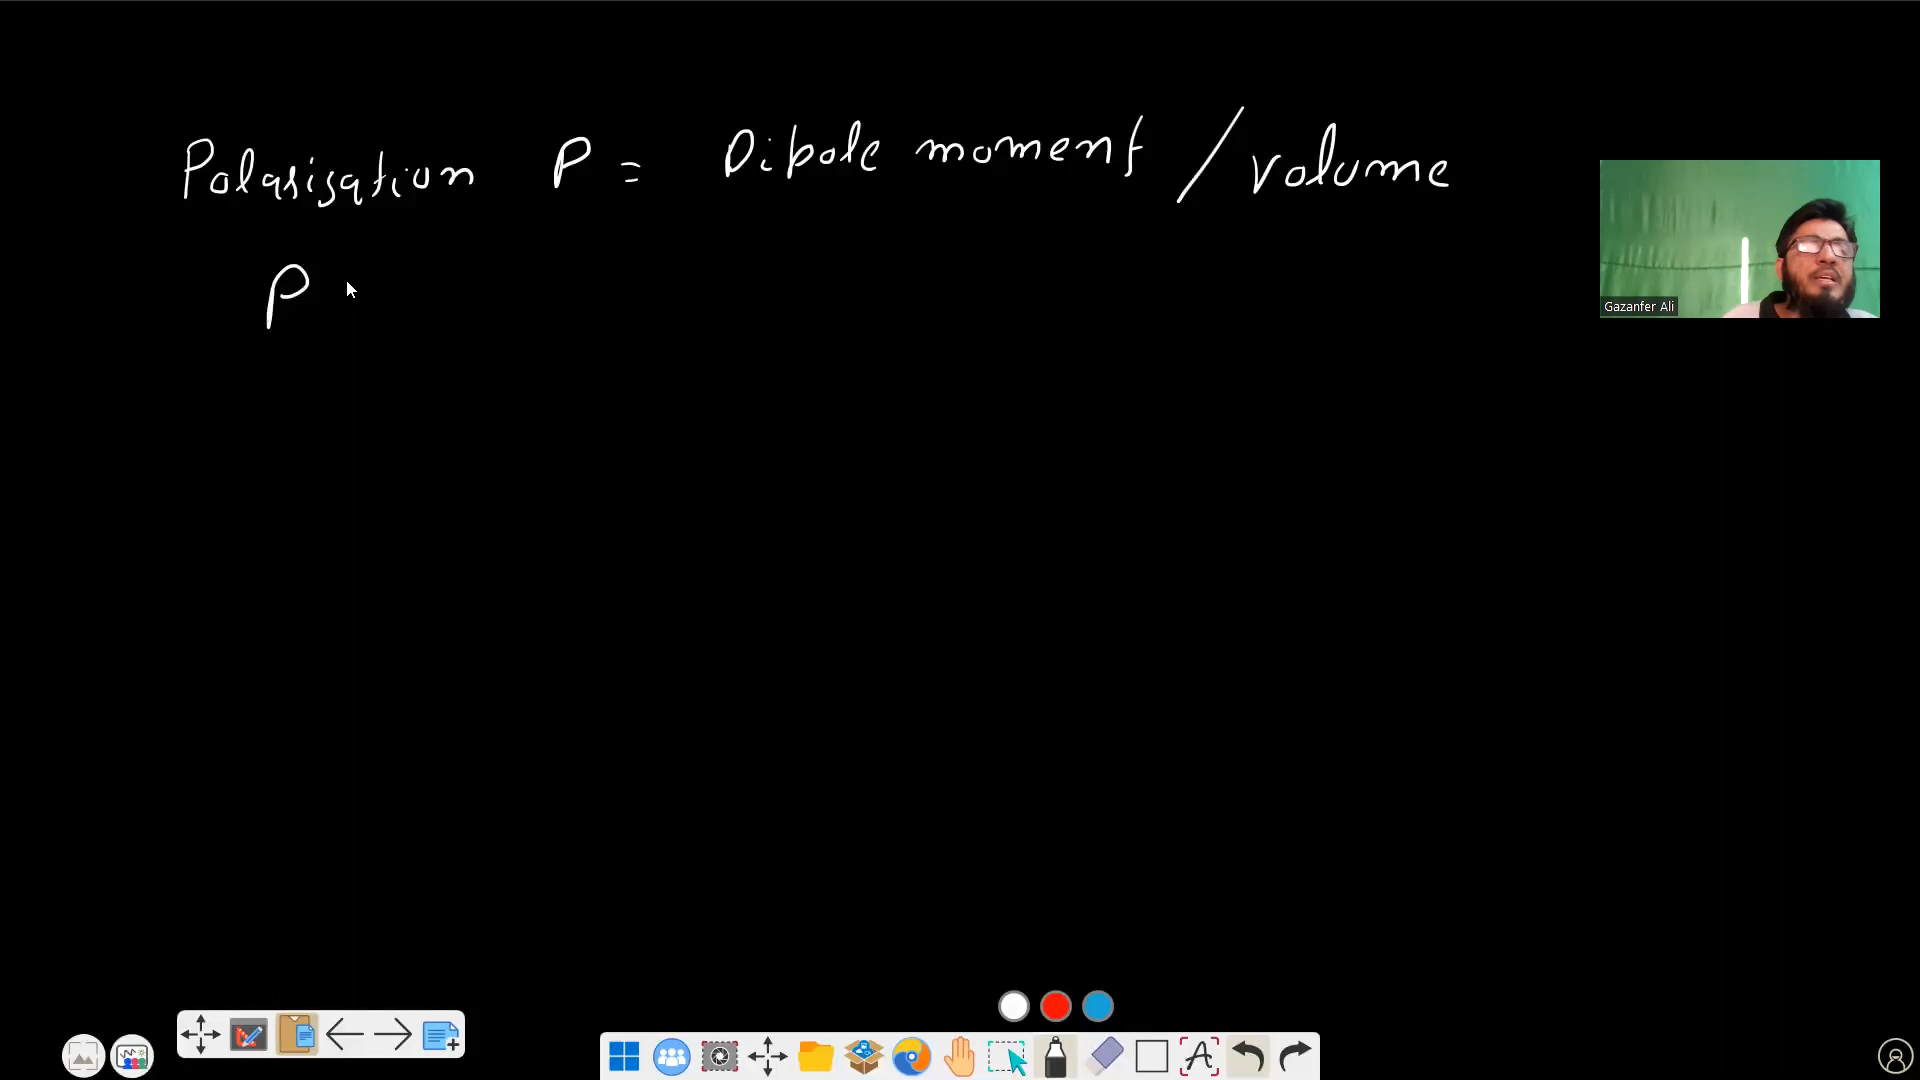 Polarisation P = Dipole moment / volume
P
Gazanfer Ali